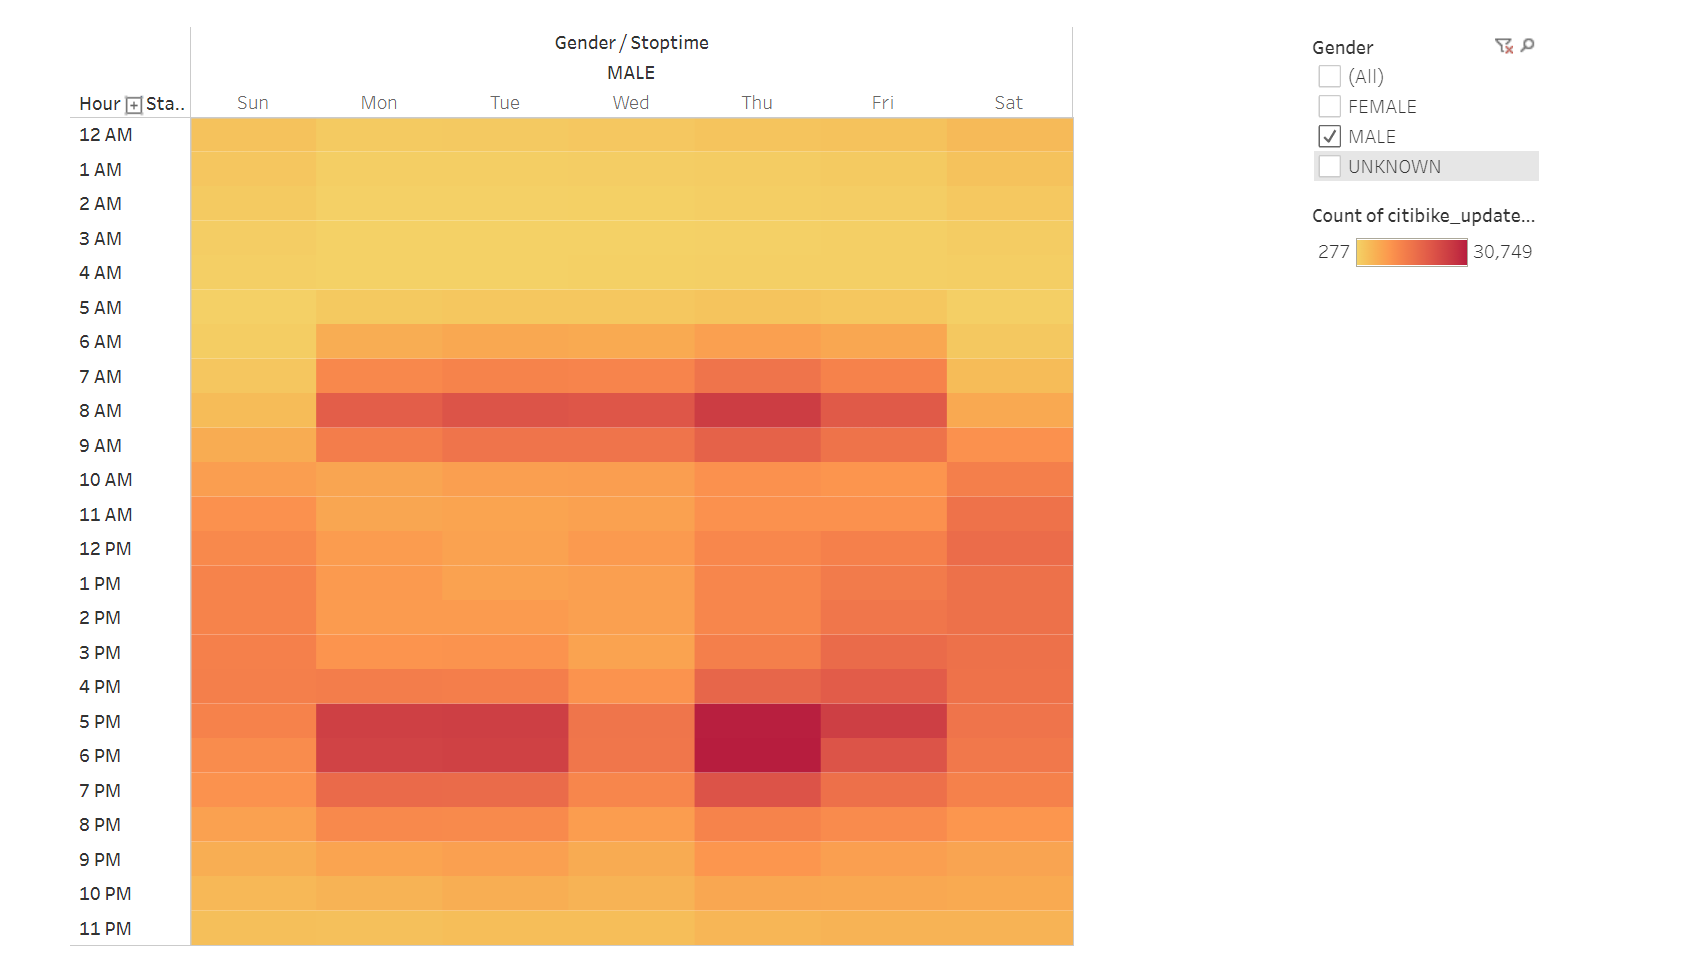 Gender / Stoptime
MALE
Hour Sta.. Sun Mon Tue Wed Thu Fri Sat
12 AM
1 AM
2 AM
3 AM
4 AM
5 AM
6 AM
7 AM
8 AM
9 AM
10 AM
11 AM
12 PM
1 PM
2 PM
3 PM
4 PM
5 PM
6 PM
7 PM
8 PM
9 PM
10 PM
11 PM
Gender
(All)
FEMALE
MALE
UNKNOWN
Count of citibike_update...
277 30,749